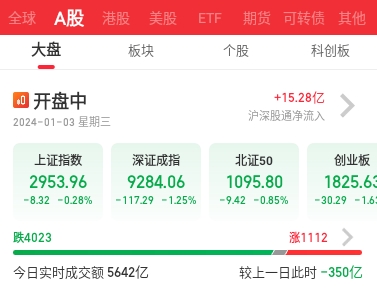 全球 A股 港股 美股 ETF 期货 可转债 其他
大盘 板块 个股 科创板
开盘中 +15.28亿
2024-01-03 星期三 沪深股通净流入
上证指数 深证成指 北证50 创业板
2953.96 9284.06 1095.80 1825.63
-8.32 -0.28% -117.29 -1.25% -9.42 -0.85% -30.29
跌4023 涨1112
今日实时成交额 5642亿 较上一日此时 -350亿